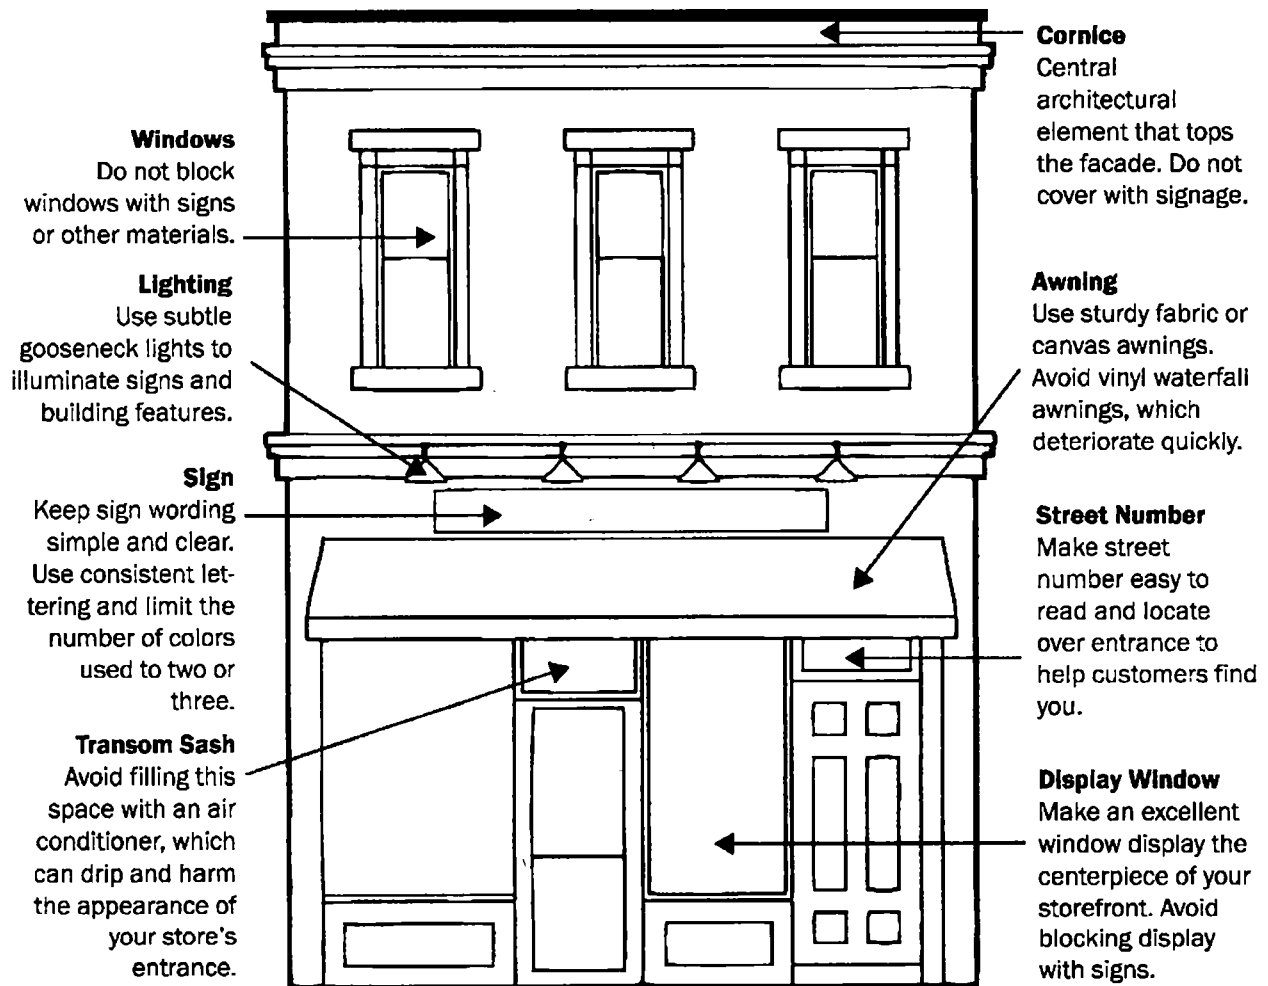 Windows
Do not block
windows with signs
or other materials.
Lighting
Use subtle
gooseneck lights to
illuminate signs and
building features.
Sign
Keep sign wording
simple and clear.
Use consistent let-
tering and limit the
number of colors
used to two or
three.
Transom Sash
Avoid filling this
space with an air
conditioner, which
can drip and harm
the appearance of
your store's
entrance.
Cornice
Central
architectural
element that tops
the facade. Do not
cover with signage.
Awning
Use sturdy fabric or
canvas awnings.
Avoid vinyl waterfall
awnings, which
deteriorate quickly.
Street Number
Make street
number easy to
read and locate
over entrance to
help customers find
you.
Display Window
Make an excellent
window display the
centerpiece of your
storefront. Avoid
blocking display
with signs.